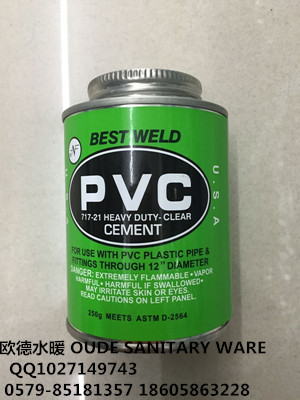 BEST WELD
PVC
717-21 HEAVY DUTY-CLEAR
CEMENT
U.S.A
FOR USE WITH PVC PLASTIC PIPE &
FITTINGS THROUGH 12" DIAMETER
DANGER: EXTREMELY FLAMMABLE • VAPOR
HARMFUL • HARMFUL IF SWALLOWED
MAY IRRITATE SKIN OR EYES.
READ CAUTIONS ON LEFT PANEL.
250g MEETS ASTM D-2564
欧德水暖 OUDE SANITARY WARE
QQ1027149743
0579-85181357 18605863228